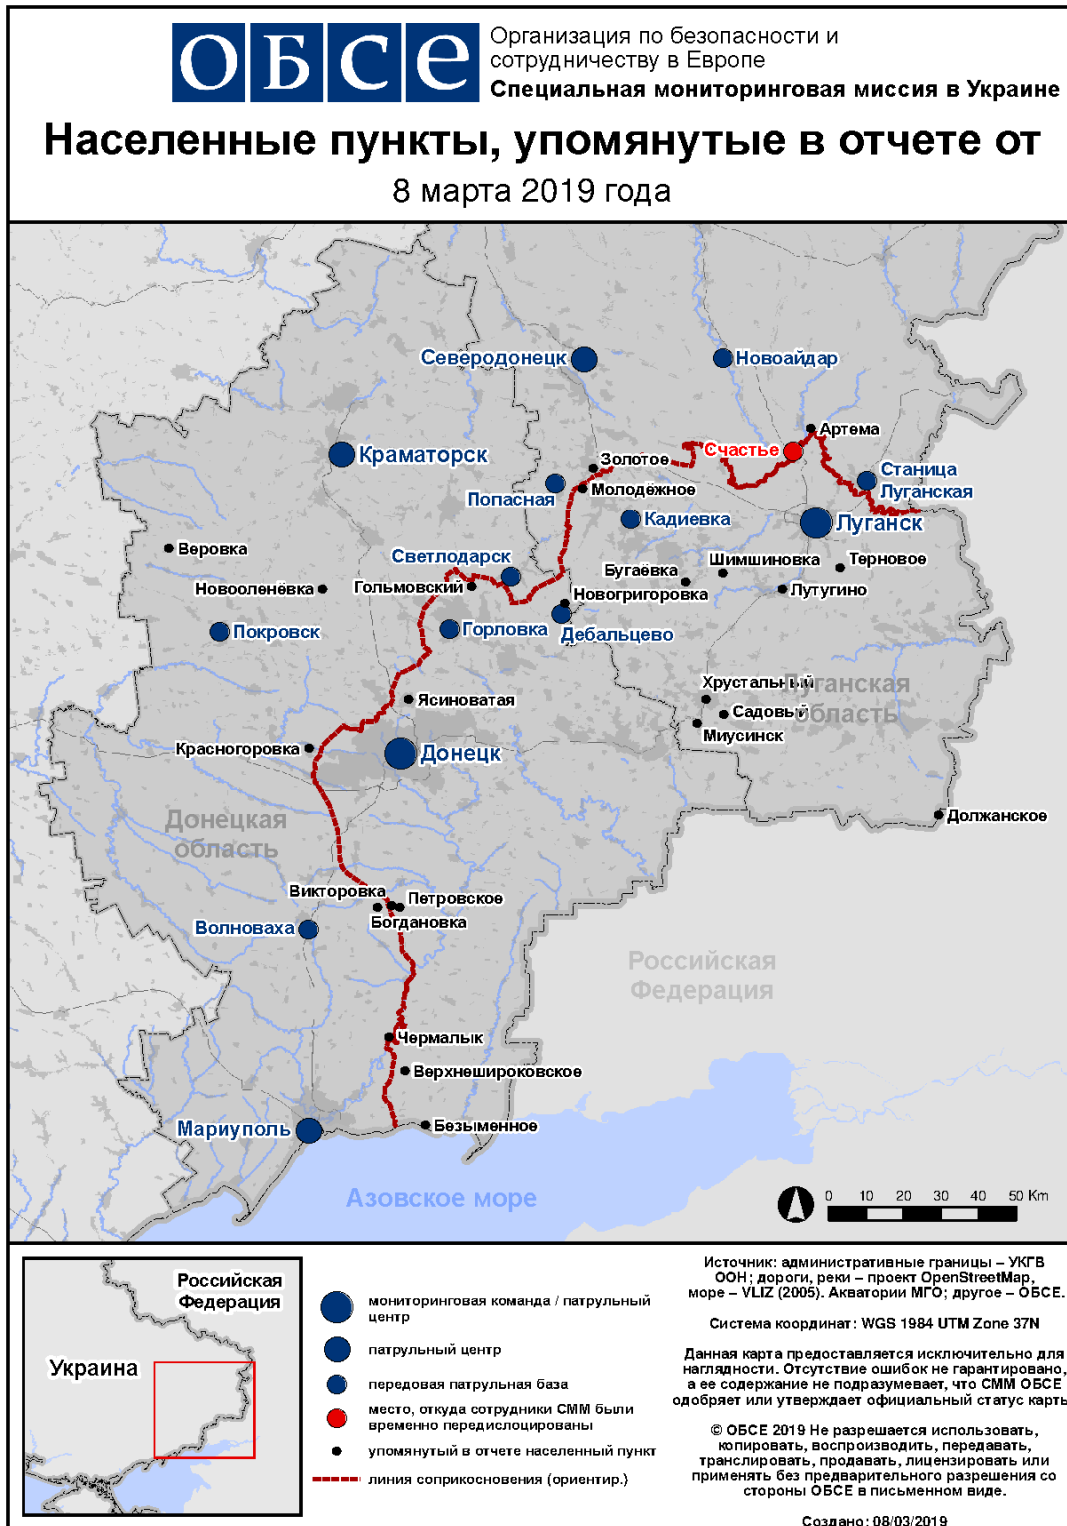 ОБСЕ
Организация по безопасности и
сотрудничеству в Европе
Специальная мониторинговая миссия в Украине
Населенные пункты, упомянутые в отчете от
8 марта 2019 года
Северодонецк
Новоайдар
Артема
Счастье
Краматорск
Золотое
Станица
Луганская
Попасная
Молодёжное
Кадиевка
Луганск
Веровка
Светлодарск
Шимшиновка
Терновое
Бугаёвка
Новооленёвка
Гольмовский
Новогригоровка
Лутугино
Покровск
Горловка
Дебальцево
Хрустальный
Луганская
область
Ясиноватая
Садовый
Миусинск
Красногоровка
Донецк
Донецкая
область
Должанское
Викторовка
Петровское
Богдановка
Волноваха
Российская
Федерация
Чермалык
Верхнешироковское
Мариуполь
Безыменное
Азовское море
0 10 20 30 40 50 Km
Российская
Федерация
Украина
мониторинговая команда / патрульный
центр
патрульный центр
передовая патрульная база
место, откуда сотрудники СММ были
временно передислоцированы
упомянутый в отчете населенный пункт
линия соприкосновения (ориентир.)
Источник: административные границы – УКГВ
ООН; дороги, реки – проект OpenStreetMap,
море – VLIZ (2005). Акватории МГО; другое – ОБСЕ.
Система координат: WGS 1984 UTM Zone 37N
Данная карта предоставляется исключительно для
наглядности. Отсутствие ошибок не гарантировано,
а ее содержание не подразумевает, что СММ ОБСЕ
одобряет или утверждает официальный статус карты
© ОБСЕ 2019 Не разрешается использовать,
копировать, воспроизводить, передавать,
транслировать, продавать, лицензировать или
применять без предварительного разрешения со
стороны ОБСЕ в письменном виде.
Создано: 08/03/2019